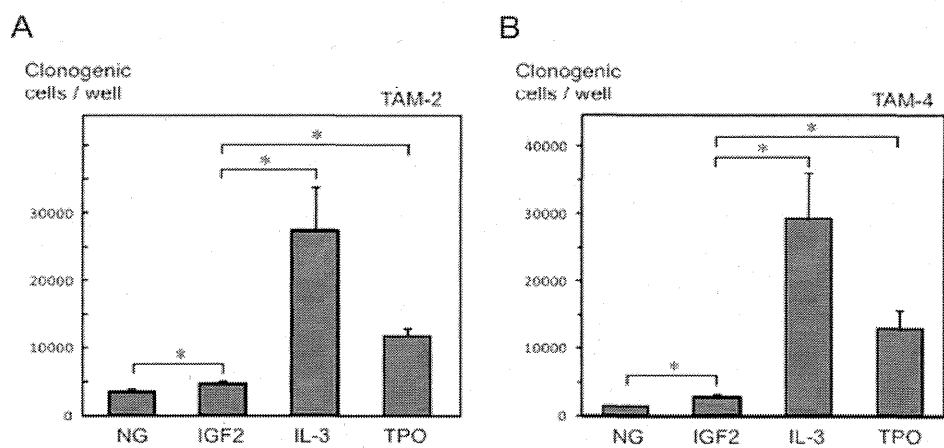 A
Clonogenic
cells / well
TAM-2
*
*
*
30000
20000
10000
0
NG IGF2 IL-3 TPO
B
Clonogenic
cells / well
TAM-4
*
*
*
40000
30000
20000
10000
0
NG IGF2 IL-3 TPO